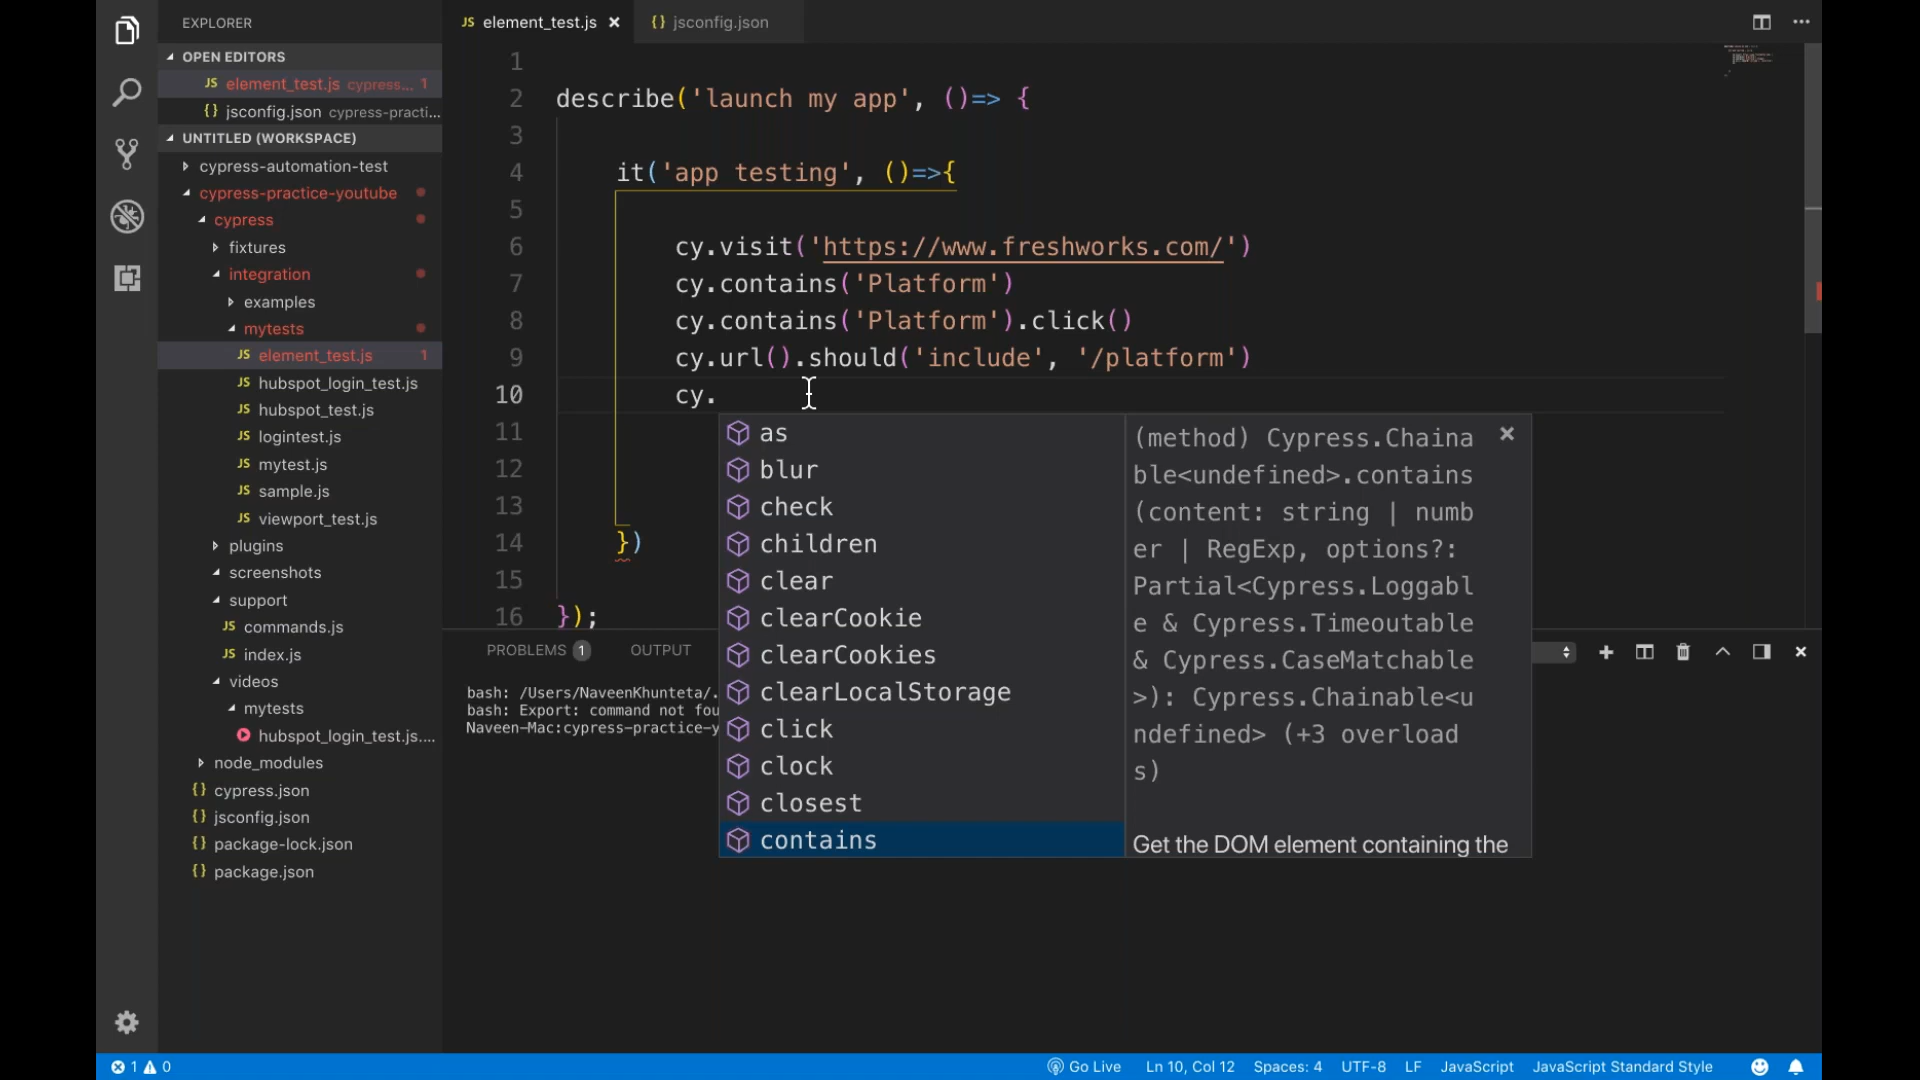 EXPLORER
OPEN EDITORS
JS element_test.js cypress... 1
{} jsconfig.json cypress-practi...
UNTITLED (WORKSPACE)
cypress-automation-test
cypress-practice-youtube
cypress
fixtures
integration
examples
mytests
JS element_test.js 1
JS hubspot_login_test.js
JS hubspot_test.js
JS logintest.js
JS mytest.js
JS sample.js
JS viewport_test.js
plugins
screenshots
support
JS commands.js
JS index.js
videos
mytests
hubspot_login_test.js....
node_modules
{} cypress.json
{} jsconfig.json
{} package-lock.json
{} package.json
JS element_test.js
{} jsconfig.json
1
2 describe('launch my app', ()=> {
3
4 it('app testing', ()=>{
5
6 cy.visit('https://www.freshworks.com/')
7 cy.contains('Platform')
8 cy.contains('Platform').click()
9 cy.url().should('include', '/platform')
10 cy.
11
12
13
14 })
15
16 });
as
blur
check
children
clear
clearCookie
clearCookies
clearLocalStorage
click
clock
closest
contains
(method) Cypress.Chaina
ble<undefined>.contains
(content: string | numb
er | RegExp, options?:
Partial<Cypress.Loggabl
e & Cypress.Timeoutable
& Cypress.CaseMatchable
>): Cypress.Chainable<u
ndefined> (+3 overload
s)
Get the DOM element containing the
PROBLEMS 1 OUTPUT
bash: /Users/NaveenKhunteta/.
bash: Export: command not fou
Naveen-Mac:cypress-practice-y
1 0
Go Live Ln 10, Col 12 Spaces: 4 UTF-8 LF JavaScript JavaScript Standard Style